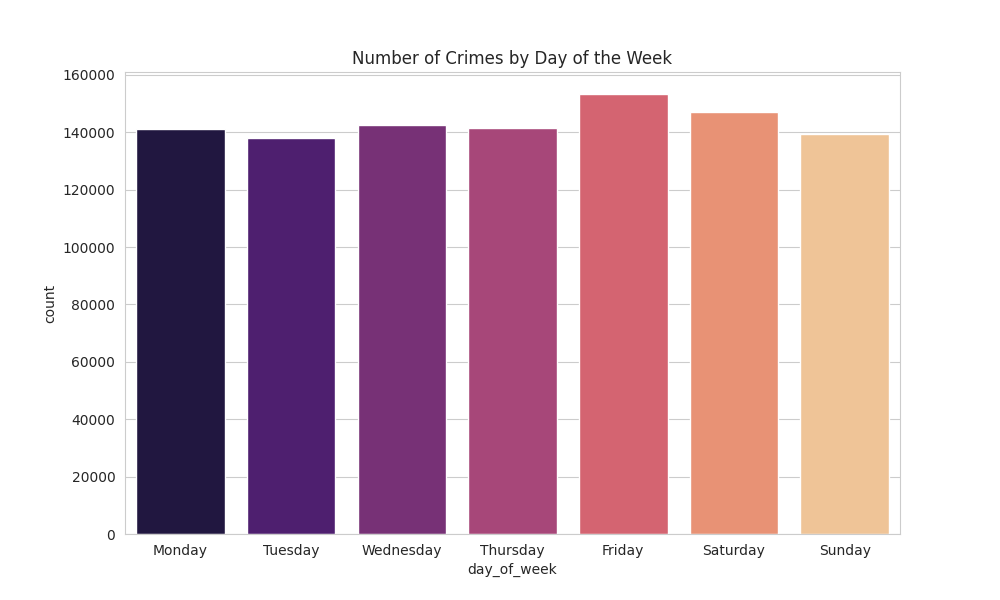 Number of Crimes by Day of the Week
160000
140000
120000
100000
80000
60000
40000
20000
0
count
Monday Tuesday Wednesday Thursday Friday Saturday Sunday
day_of_week